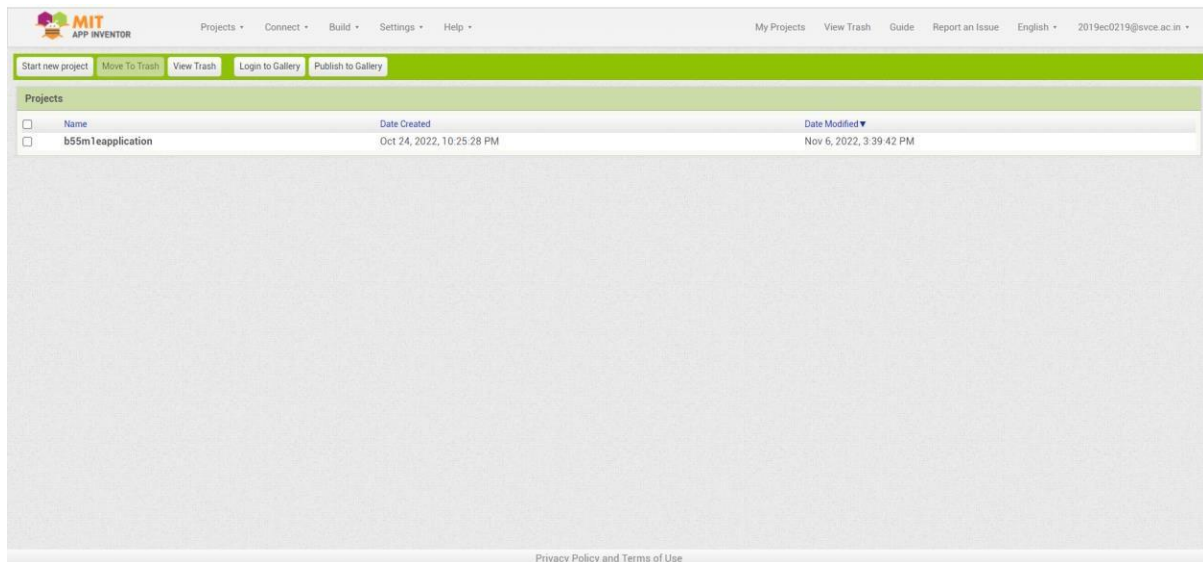 MIT
APP INVENTOR
Projects Connect Build Settings Help My Projects View Trash Guide Report an Issue English 2019ec0219@svce.ac.in
Start new project Move To Trash View Trash Login to Gallery Publish to Gallery
Projects
Name Date Created Date Modified▼
b55m1eapplication Oct 24, 2022, 10:25:28 PM Nov 6, 2022, 3:39:42 PM
Privacy Policy and Terms of Use